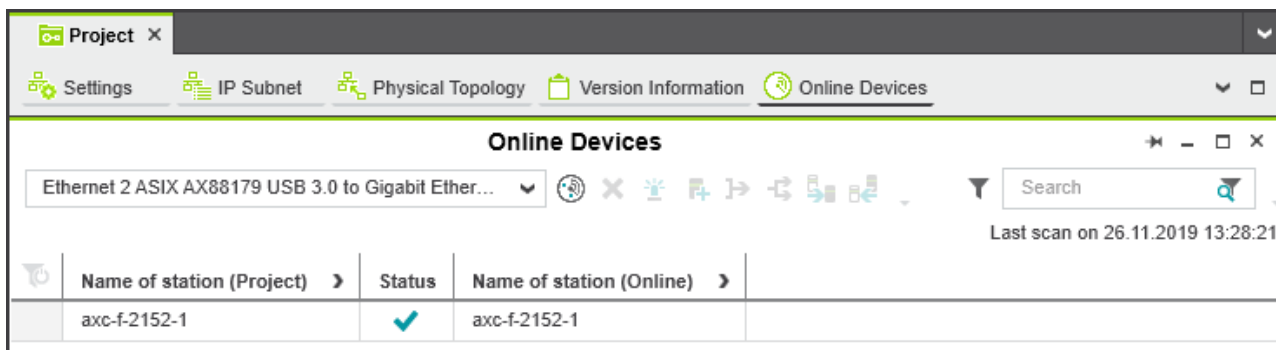 Project
Settings IP Subnet Physical Topology Version Information Online Devices
Online Devices
Ethernet 2 ASIX AX88179 USB 3.0 to Gigabit Ether... Search
Last scan on 26.11.2019 13:28:21
Name of station (Project) Status Name of station (Online)
axc-f-2152-1 axc-f-2152-1